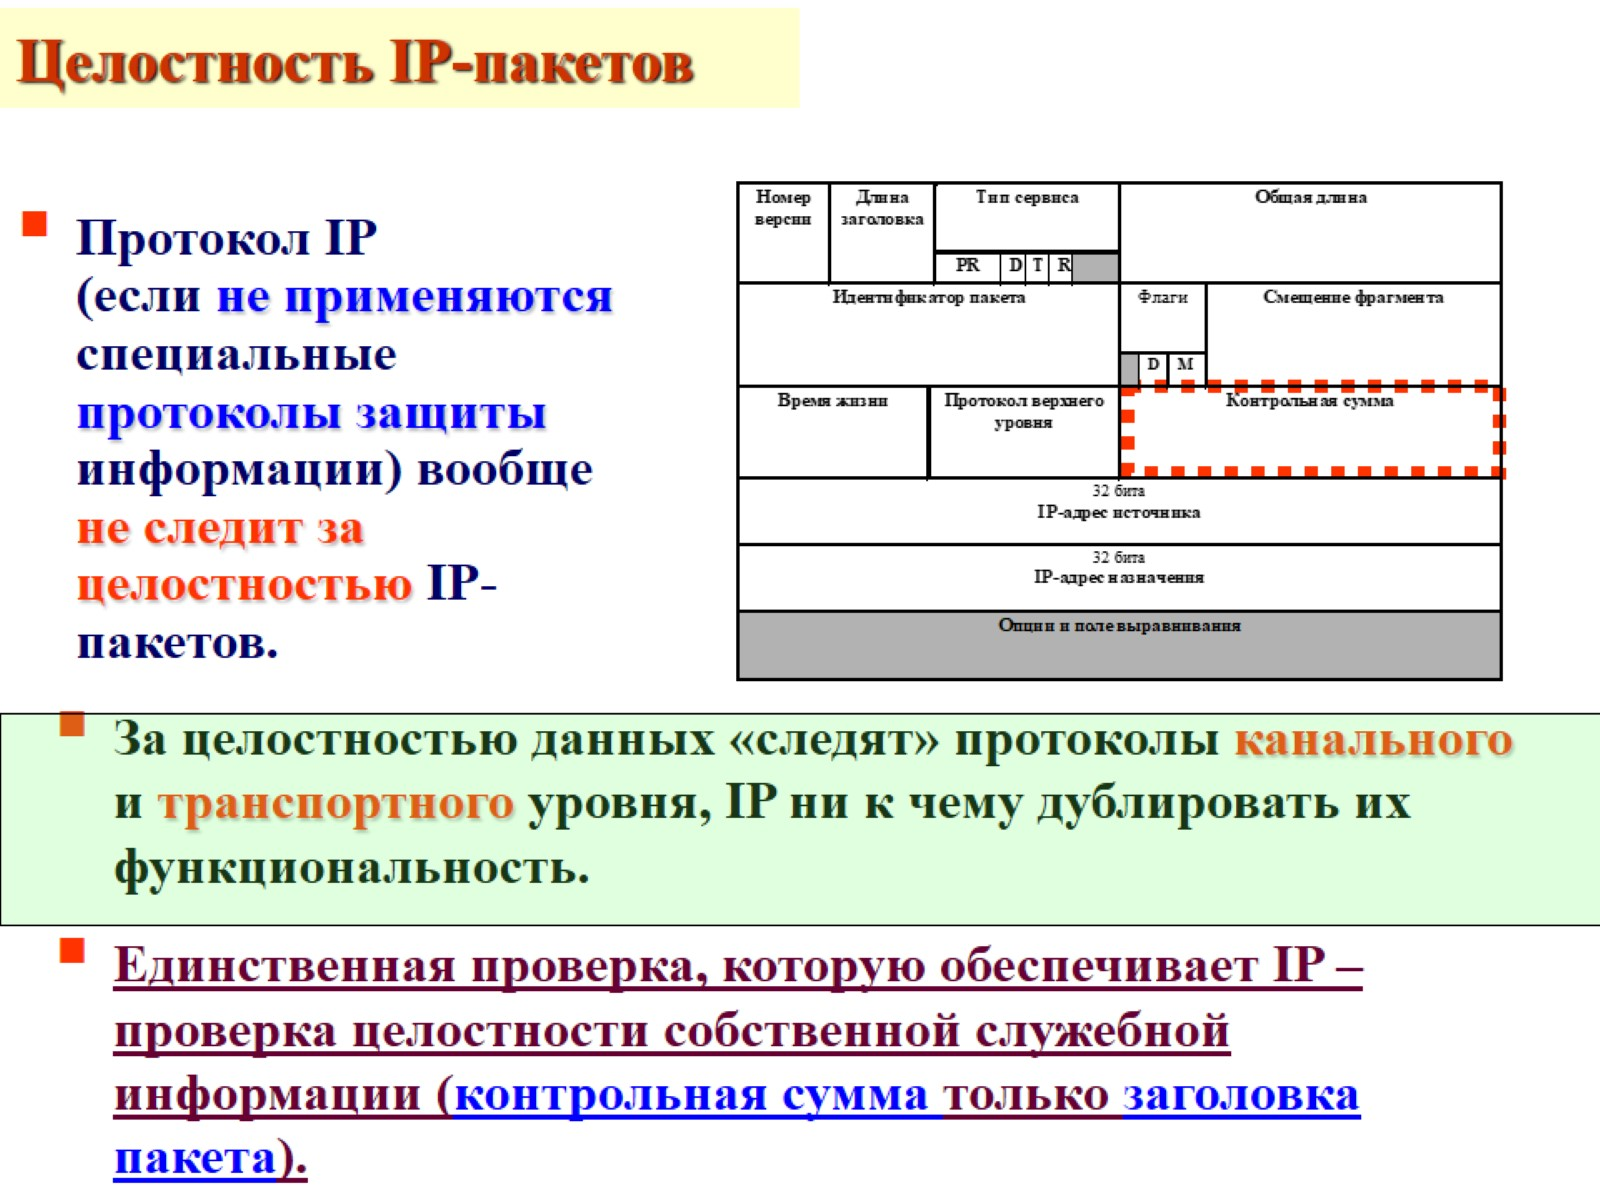 Целостность IP-пакетов
Протокол IP
(если не применяются
специальные
протоколы защиты
информации) вообще
не следит за
целостностью IP-
пакетов.
Номер Длина Тип сервиса Общая длина
версии заголовка
PR D T R
Идентификатор пакета Флаги Смещение фрагмента
D M
Время жизни Протокол верхнего Контрольная сумма
уровня
32 бита
IP-адрес источника
32 бита
IP-адрес назначения
Опции и поле выравнивания
За целостностью данных «следят» протоколы канального
и транспортного уровня, IP ни к чему дублировать их
функциональность.
Единственная проверка, которую обеспечивает IP –
проверка целостности собственной служебной
информации (контрольная сумма только заголовка
пакета).